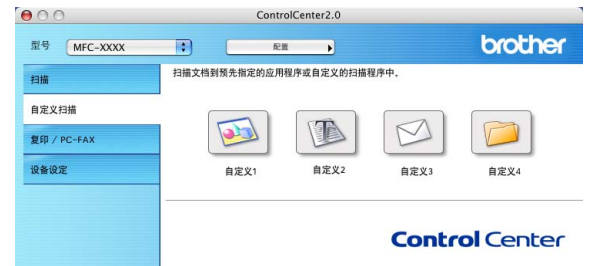 ControlCenter2.0
型号 MFC-XXXX 配置 brother
扫描 扫描文档到预先指定的应用程序或自定义的扫描程序中.
自定义扫描
复印 / PC-FAX
设备设定
自定义1 自定义2 自定义3 自定义4
Control Center